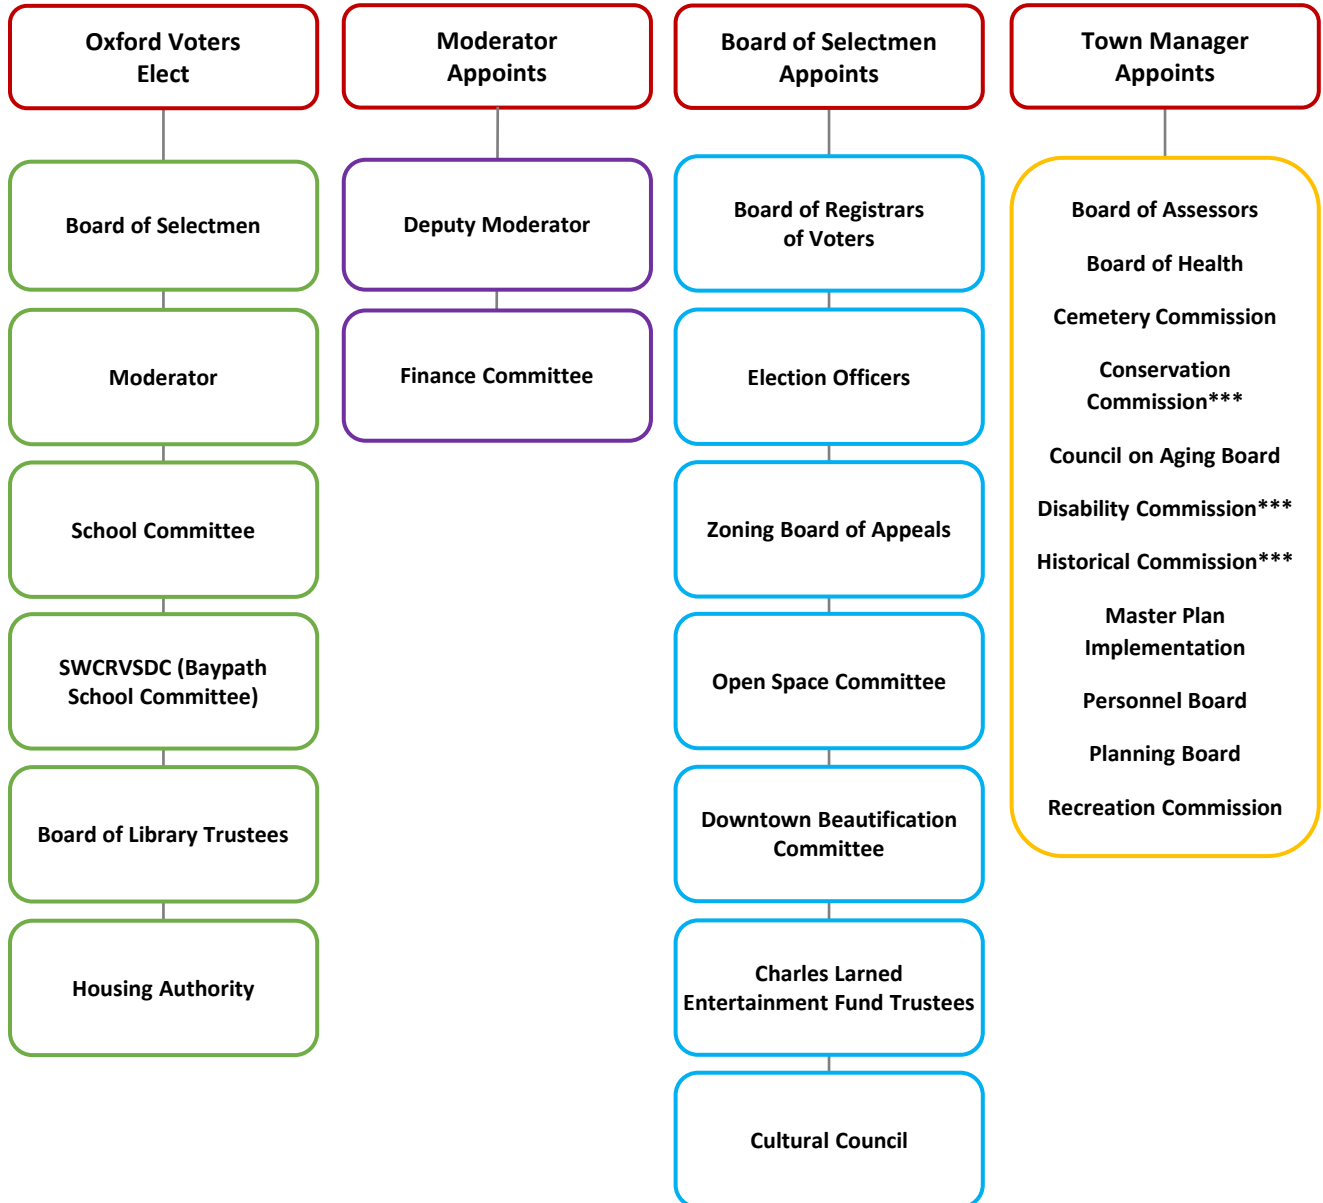 Oxford Voters
Elect
Board of Selectmen
Moderator
School Committee
SWCRVSDC (Baypath
School Committee)
Board of Library Trustees
Housing Authority
Moderator
Appoints
Deputy Moderator
Finance Committee
Board of Selectmen
Appoints
Board of Registrars
of Voters
Election Officers
Zoning Board of Appeals
Open Space Committee
Downtown Beautification
Committee
Charles Larned
Entertainment Fund Trustees
Cultural Council
Town Manager
Appoints
Board of Assessors
Board of Health
Cemetery Commission
Conservation
Commission***
Council on Aging Board
Disability Commission***
Historical Commission***
Master Plan
Implementation
Personnel Board
Planning Board
Recreation Commission